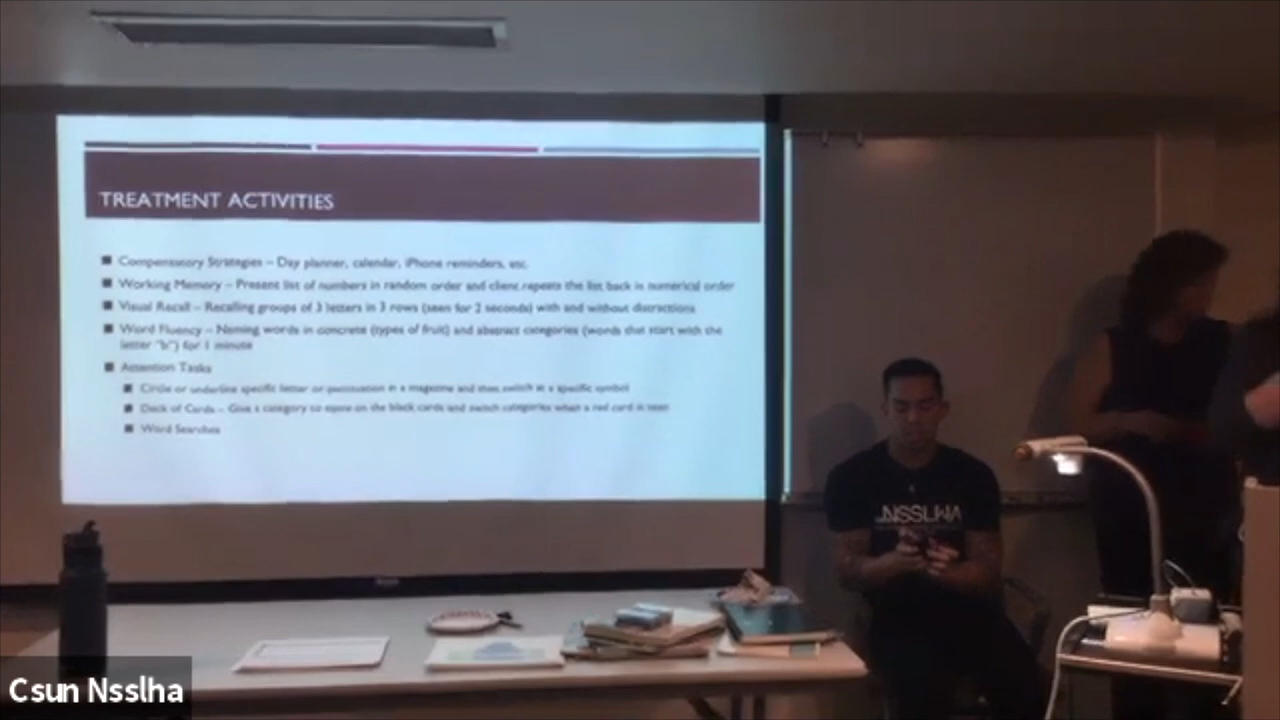 TREATMENT ACTIVITIES
Compensatory Strategies – Day planner, calendar, iPhone reminders, etc.
Working Memory – Present list of numbers in random order and client repeats the list back in numerical order
Visual Recall – Recalling groups of 3 letters in 3 rows (seen for 2 seconds) with and without distractions
Word Fluency – Naming words in concrete (types of fruit) and abstract categories (words that start with the
letter "b") for 1 minute
Attention Tasks
Circle or underline specific letter or punctuation in a magazine and then switch at a specific symbol
Deck of Cards – Give a category to name on the black cards and switch categories when a red card is seen
Word Searches
NSSLHA
Csun Nsslha